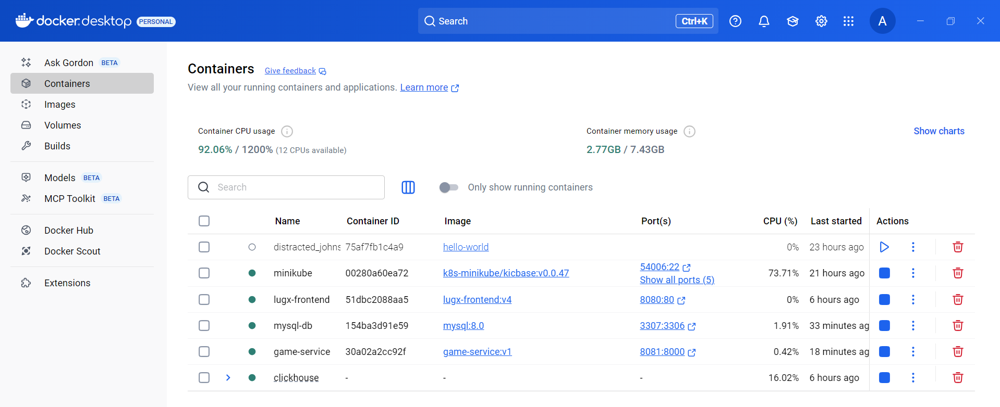 docker.desktop PERSONAL
Search Ctrl+K
A
Ask Gordon BETA
Containers
Images
Volumes
Builds
Models BETA
MCP Toolkit BETA
Docker Hub
Docker Scout
Extensions
Containers Give feedback
View all your running containers and applications. Learn more
Container CPU usage
92.06% / 1200% (12 CPUs available)
Container memory usage
2.77GB / 7.43GB
Show charts
Search
Only show running containers
Name Container ID Image Port(s) CPU (%) Last started Actions
distracted_johns 75af7fb1c4a9 hello-world 0% 23 hours ago
minikube 00280a60ea72 k8s-minikube/kicbase:v0.0.47 54006:22 73.71% 21 hours ago
Show all ports (5)
lugx-frontend 51dbc2088aa5 lugx-frontend:v4 8080:80 0% 6 hours ago
mysql-db 154ba3d91e59 mysql:8.0 3307:3306 1.91% 33 minutes ag
game-service 30a02a2cc92f game-service:v1 8081:8000 0.42% 18 minutes ag
clickhouse - - - 16.02% 6 hours ago